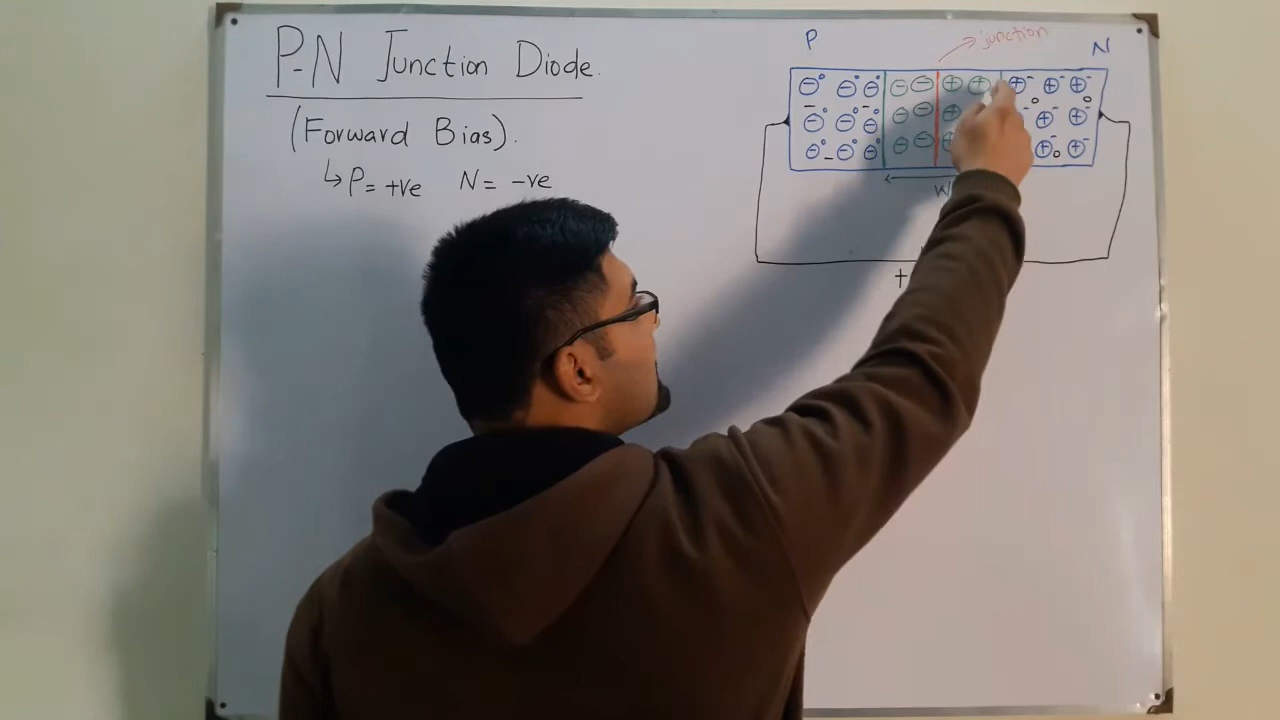 P-N Junction Diode.
(Forward Bias).
↳ P = +ve N = -ve
P
junction
N
W
+